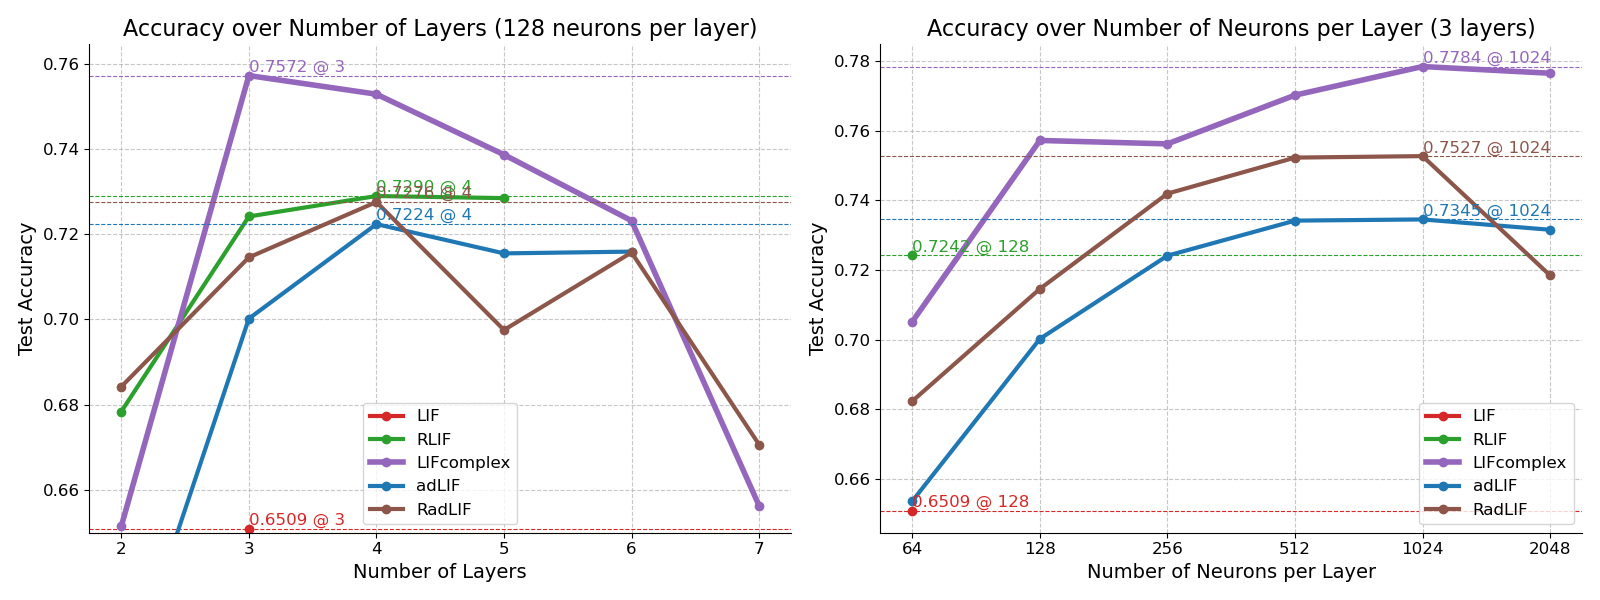 Accuracy over Number of Layers (128 neurons per layer)
Test Accuracy
0.76
0.74
0.72
0.70
0.68
0.66
0.7572 @ 3
0.7290 @ 4
0.7276 @ 4
0.7224 @ 4
0.6509 @ 3
LIF
RLIF
LIFcomplex
adLIF
RadLIF
2 3 4 5 6 7
Number of Layers
Accuracy over Number of Neurons per Layer (3 layers)
Test Accuracy
0.78
0.76
0.74
0.72
0.70
0.68
0.66
0.7784 @ 1024
0.7527 @ 1024
0.7345 @ 1024
0.7242 @ 128
0.6509 @ 128
LIF
RLIF
LIFcomplex
adLIF
RadLIF
64 128 256 512 1024 2048
Number of Neurons per Layer